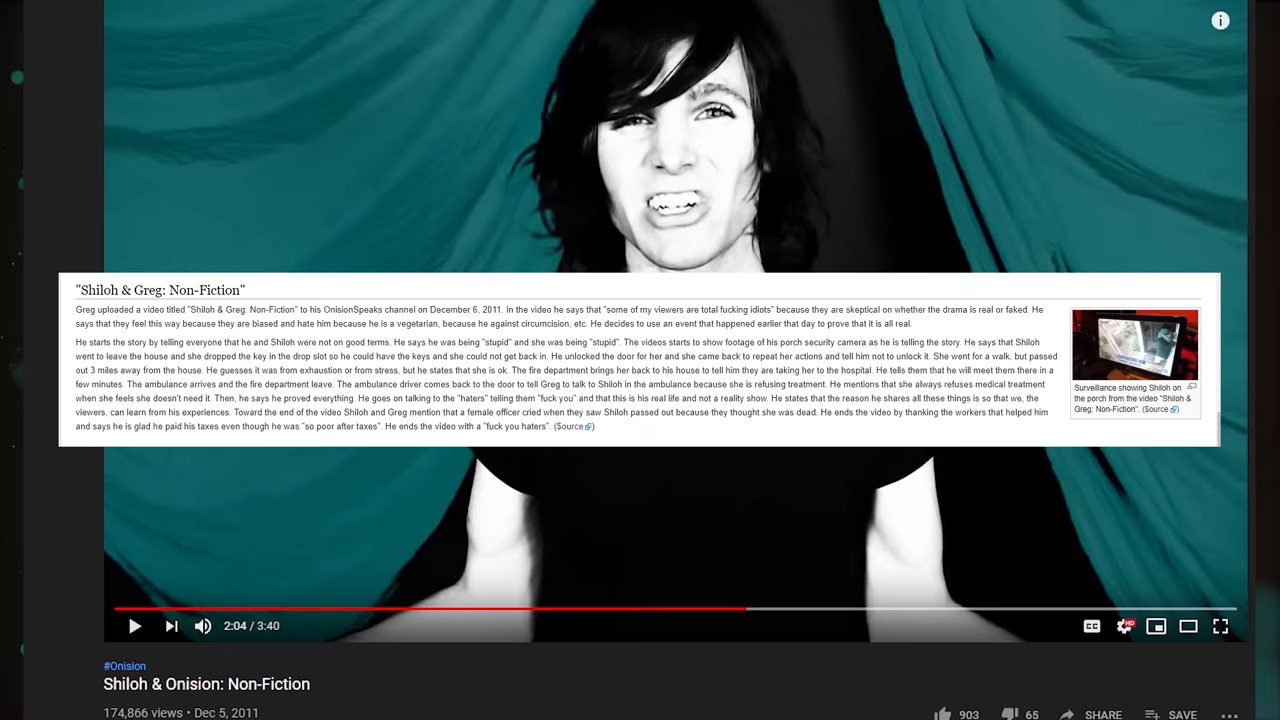 "Shiloh & Greg: Non-Fiction"
Greg uploaded a video titled "Shiloh & Greg: Non-Fiction" to his OnisionSpeaks channel on December 6, 2011. In the video he says that "some of my viewers are total fucking idiots" because they are skeptical on whether the drama is real or faked. He
says that they feel this way because they are biased and hate him because he is a vegetarian, because he against circumcision, etc. He decides to use an event that happened earlier that day to prove that it is all real.
He starts the story by telling everyone that he and Shiloh were not on good terms. He says he was being "stupid" and she was being "stupid". The videos starts to show footage of his porch security camera as he is telling the story. He says that Shiloh
went to leave the house and she dropped the key in the drop slot so he could have the keys and she could not get back in. He unlocked the door for her and she came back to repeat her actions and tell him not to unlock it. She went for a walk, but passed
out 3 miles away from the house. He guesses it was from exhaustion or from stress, but he states that she is ok. The fire department brings her back to his house to tell him they are taking her to the hospital. He tells them that he will meet them there in a
few minutes. The ambulance arrives and the fire department leave. The ambulance driver comes back to the door to tell Greg to talk to Shiloh in the ambulance because she is refusing treatment. He mentions that she always refuses medical treatment
when she feels she doesn't need it. Then, he says he proved everything. He goes on talking to the "haters" telling them "fuck you" and that this is his real life and not a reality show. He states that the reason he shares all these things is so that we, the
viewers, can learn from his experiences. Toward the end of the video Shiloh and Greg mention that a female officer cried when they saw Shiloh passed out because they thought she was dead. He ends the video by thanking the workers that helped him
and says he is glad he paid his taxes even though he was "so poor after taxes". He ends the video with a "fuck you haters". (Source)
Surveillance showing Shiloh on
the porch from the video "Shiloh &
Greg: Non-Fiction". (Source)
2:04 / 3:40
CC
HD
#Onision
Shiloh & Onision: Non-Fiction
174,866 views • Dec 5, 2011
903
65
SHARE
SAVE